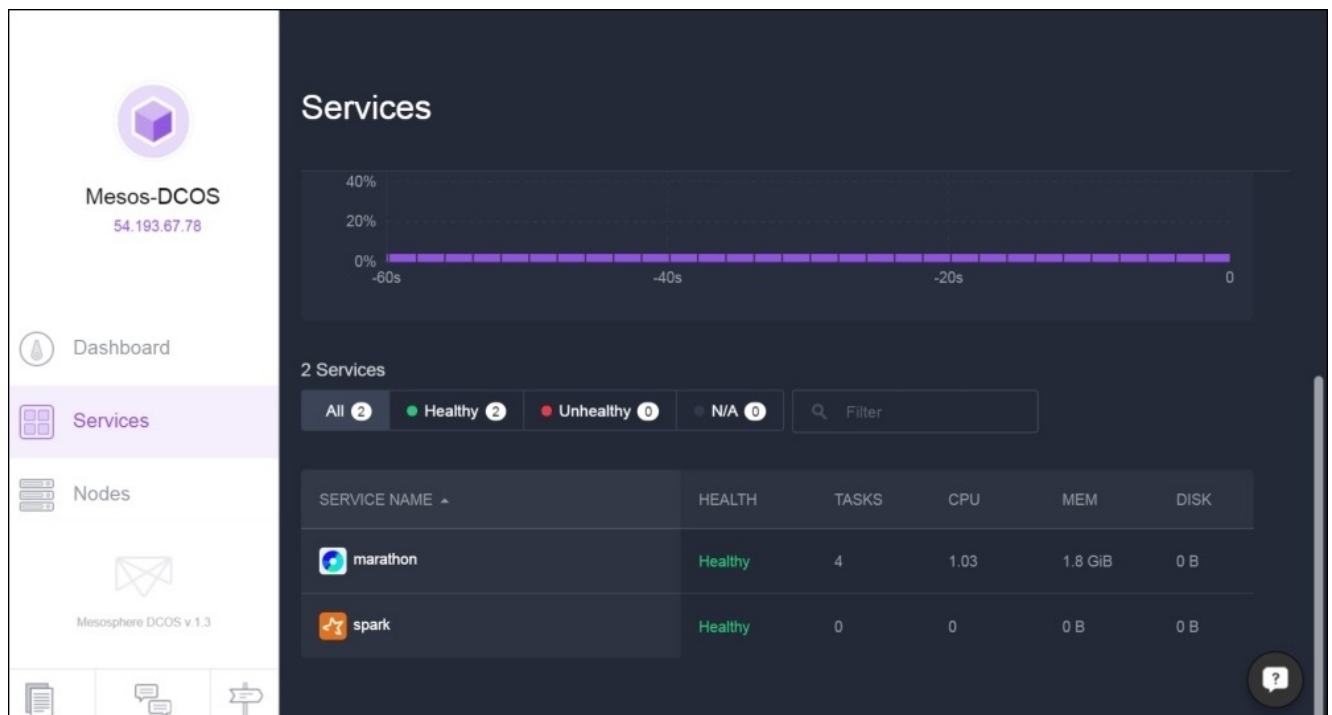 Mesos-DCOS
54.193.67.78
Dashboard
Services
Nodes
Mesosphere DCOS v.1.3
Services
40%
20%
0%
-60s -40s -20s 0
2 Services
All 2 Healthy 2 Unhealthy 0 N/A 0 Filter
SERVICE NAME HEALTH TASKS CPU MEM DISK
marathon Healthy 4 1.03 1.8 GiB 0 B
spark Healthy 0 0 0 B 0 B
?